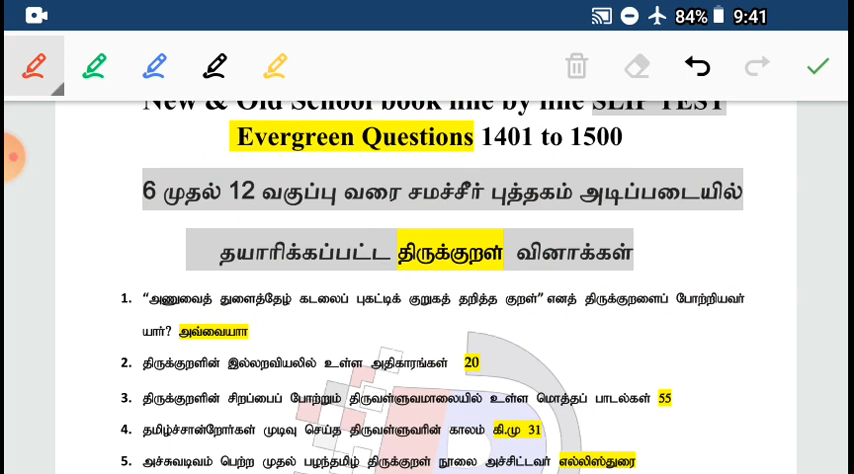 84% 9:41
New & Old School book line by line SLIP TEST
Evergreen Questions 1401 to 1500
6 முதல் 12 வகுப்பு வரை சமச்சீர் புத்தகம் அடிப்படையில்
தயாரிக்கப்பட்ட திருக்குறள் வினாக்கள்
1. “அணுவைத் துளைத்தேழ் கடலைப் புகட்டிக் குறுகத் தறித்த குறள்” எனத் திருக்குறளைப் போற்றியவர்
யார்? அவ்வையார
2. திருக்குறளின் இல்லறவியலில் உள்ள அதிகாரங்கள் 20
3. திருக்குறளின் சிறப்பைப் போற்றும் திருவள்ளுவமாலையில் உள்ள மொத்தப் பாடல்கள் 55
4. தமிழ்ச்சான்றோர்கள் முடிவு செய்த திருவள்ளுவரின் காலம் கி.மு 31
5. அச்சுவடிவம் பெற்ற முதல் பழந்தமிழ் திருக்குறள் நூலை அச்சிட்டவர் எல்லிஸ்துரை